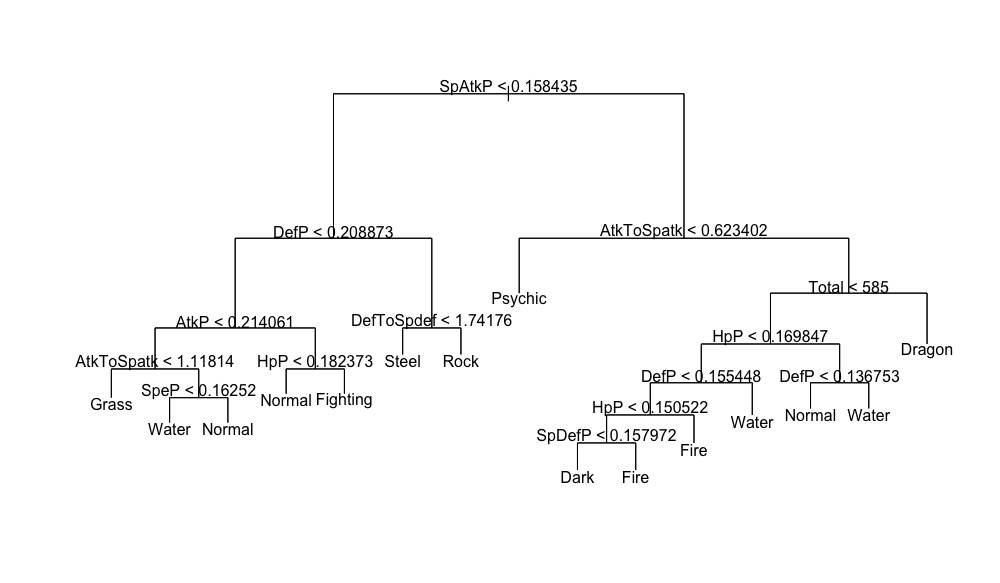 SpAtkP < 0.158435
DefP < 0.208873
AtkToSpatk < 0.623402
Total < 585
Psychic
AtkP < 0.214061
DefToSpdef < 1.74176
HpP < 0.169847
Dragon
AtkToSpatk < 1.11814
HpP < 0.182373
Steel
Rock
DefP < 0.155448
DefP < 0.136753
SpeP < 0.16252
Grass
Normal
Fighting
HpP < 0.150522
Water
Normal
Water
Water
Normal
SpDefP < 0.157972
Fire
Dark
Fire